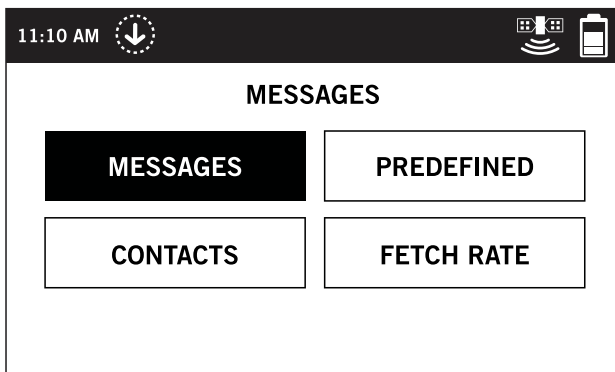 11:10 AM
MESSAGES
MESSAGES PREDEFINED
CONTACTS FETCH RATE